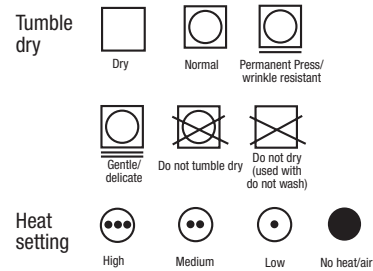 Tumble
dry
Dry
Normal
Permanent Press/
wrinkle resistant
Gentle/
delicate
Do not tumble dry
Do not dry
(used with
do not wash)
Heat
setting
High
Medium
Low
No heat/air